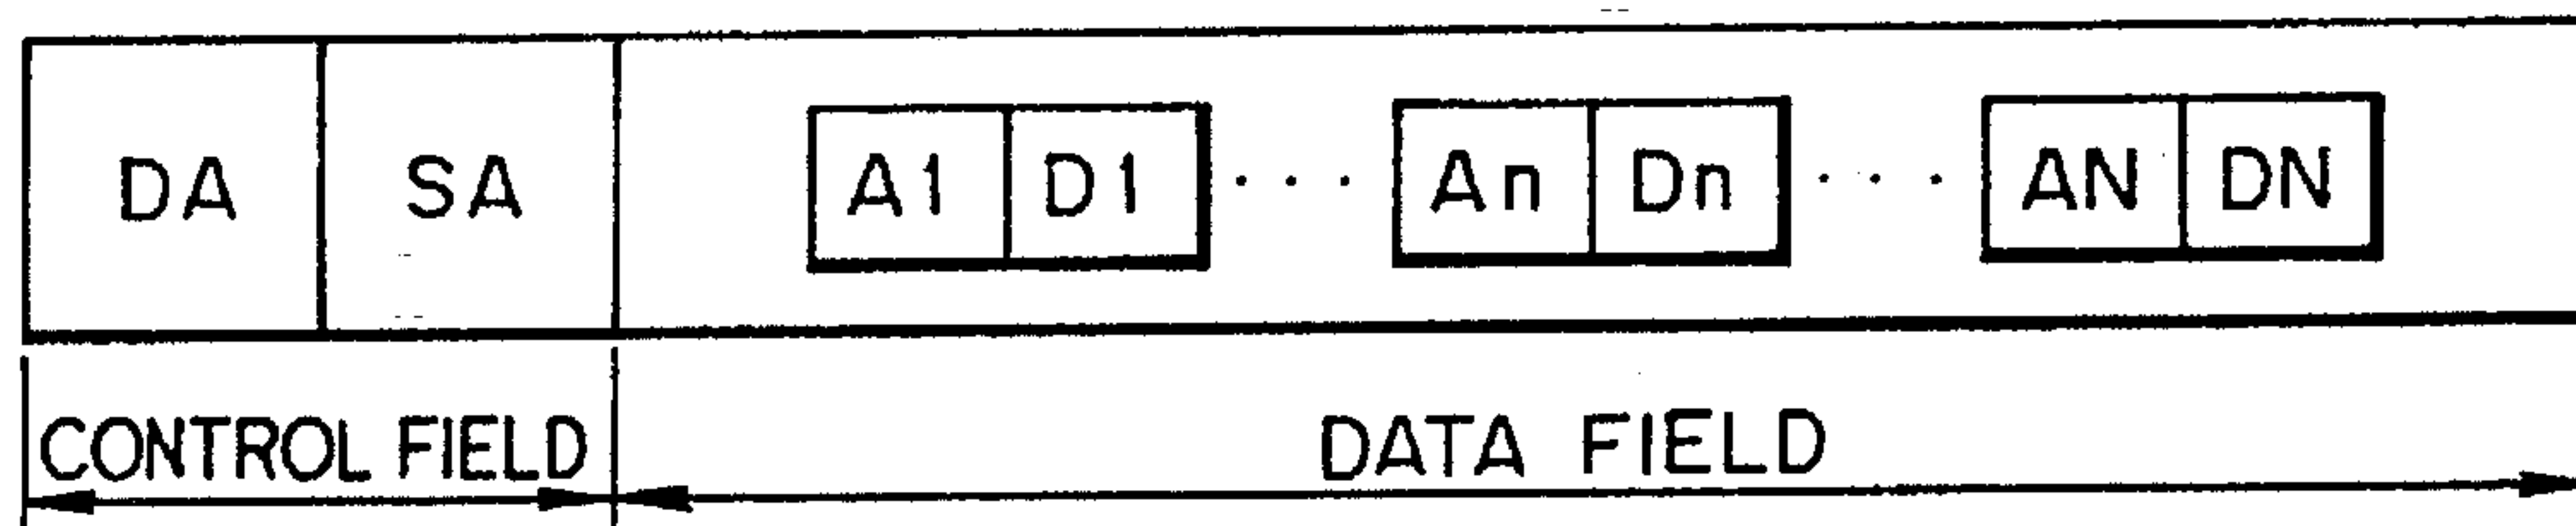 DA SA A1 D1 ... An Dn ... AN DN
CONTROL FIELD DATA FIELD